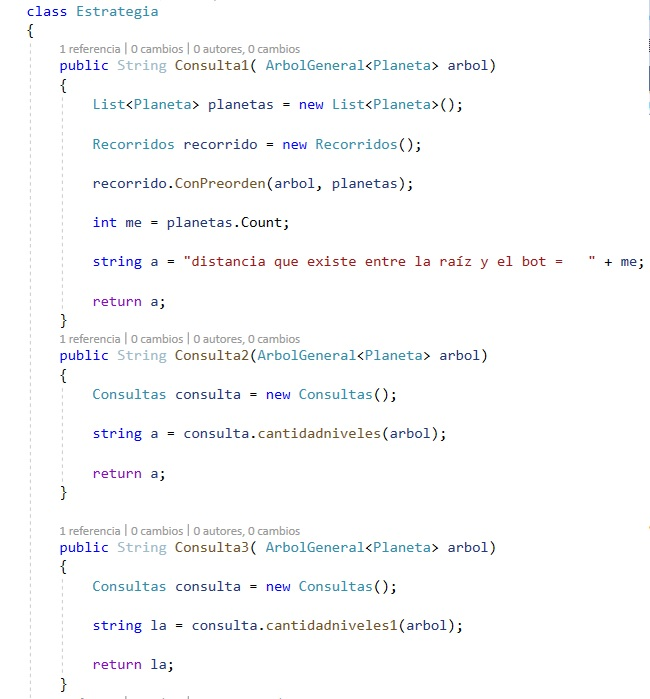 class Estrategia
{
1 referencia | 0 cambios | 0 autores, 0 cambios
public String Consulta1( ArbolGeneral<Planeta> arbol)
{
List<Planeta> planetas = new List<Planeta>();
Recorridos recorrido = new Recorridos();
recorrido.ConPreorden(arbol, planetas);
int me = planetas.Count;
string a = "distancia que existe entre la raíz y el bot =   " + me;
return a;
}
1 referencia | 0 cambios | 0 autores, 0 cambios
public String Consulta2(ArbolGeneral<Planeta> arbol)
{
Consultas consulta = new Consultas();
string a = consulta.cantidadniveles(arbol);
return a;
}
1 referencia | 0 cambios | 0 autores, 0 cambios
public String Consulta3( ArbolGeneral<Planeta> arbol)
{
Consultas consulta = new Consultas();
string la = consulta.cantidadniveles1(arbol);
return la;
}